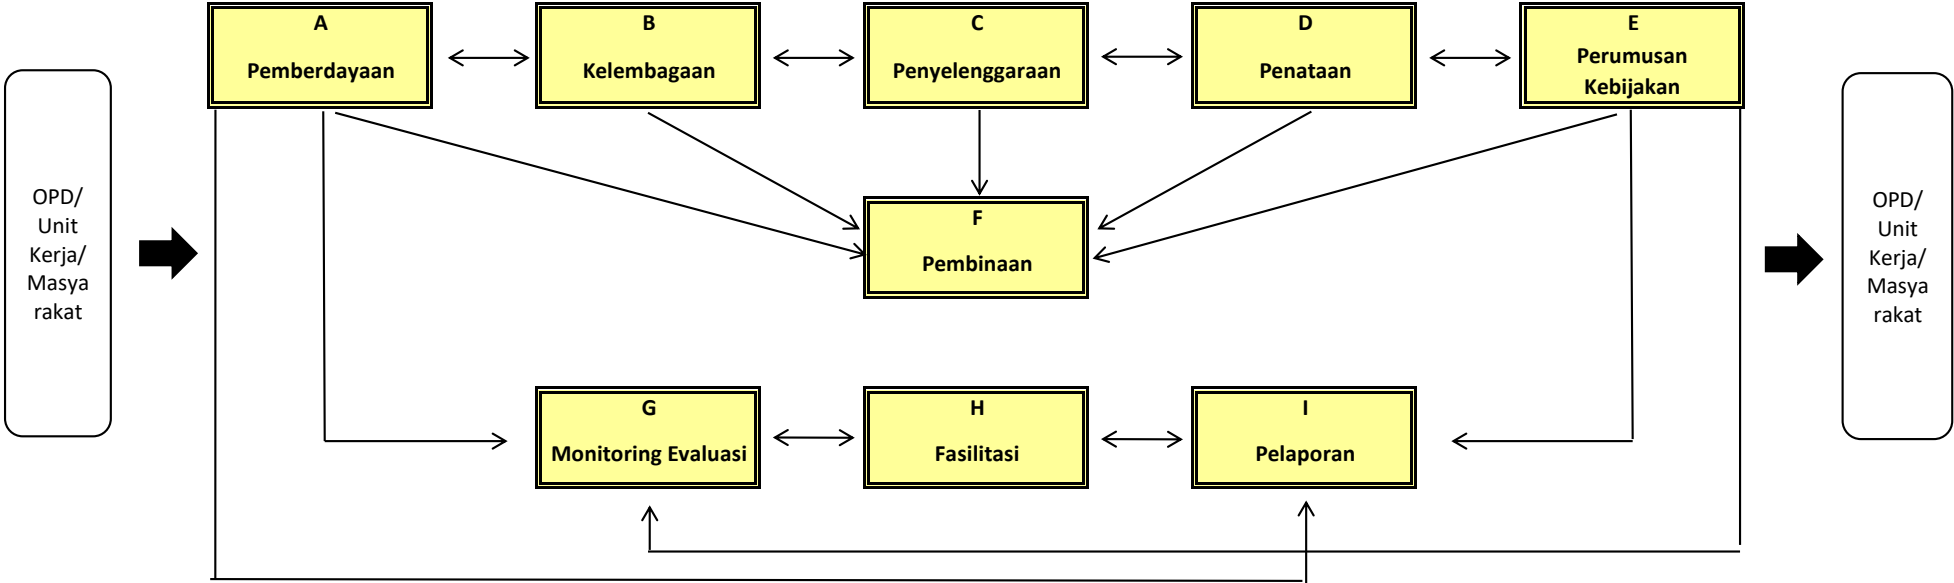 A
Pemberdayaan
B
Kelembagaan
C
Penyelenggaraan
D
Penataan
E
Perumusan
Kebijakan
OPD/
Unit
Kerja/
Masya
rakat
F
Pembinaan
OPD/
Unit
Kerja/
Masya
rakat
G
Monitoring Evaluasi
H
Fasilitasi
I
Pelaporan